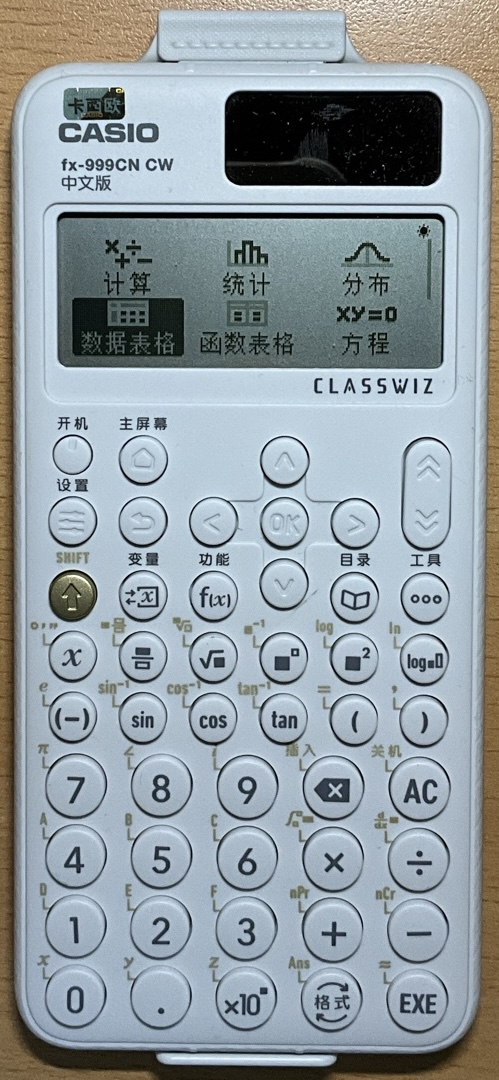 卡西欧
CASIO
fx-999CN CW
中文版
计算 统计 分布
数据表格 函数表格 xy=0
方程
CLASSWIZ
开机 主屏幕
设置
OK
SHIFT 变量 功能 目录 工具
x f(x)
° ′ ″ log ln
x √■ ■² log■□
e sin⁻¹ cos⁻¹ tan⁻¹ = ,
(−) sin cos tan ( )
π ∠ i 插入 关机
7 8 9 AC
A B C
4 5 6 × ÷
D E F nPr nCr
1 2 3 + −
x y z Ans =
0 . ×10■ 格式 EXE